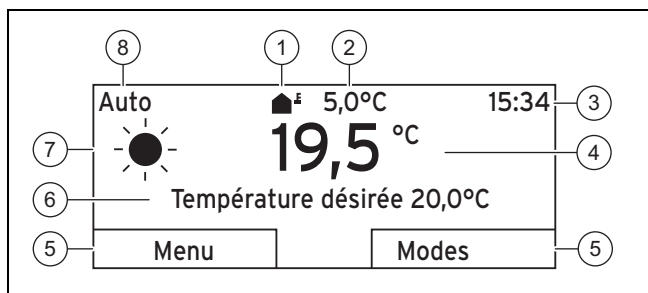 8 1 2
Auto 5,0°C 15:34 3
7 19,5 °C 4
6 Température désirée 20,0°C
5 Menu Modes 5